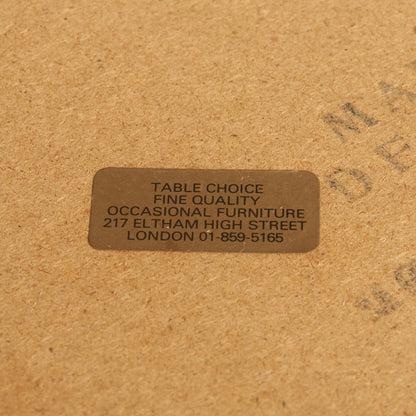 TABLE CHOICE
FINE QUALITY
OCCASIONAL FURNITURE
217 ELTHAM HIGH STREET
LONDON 01-859-5165